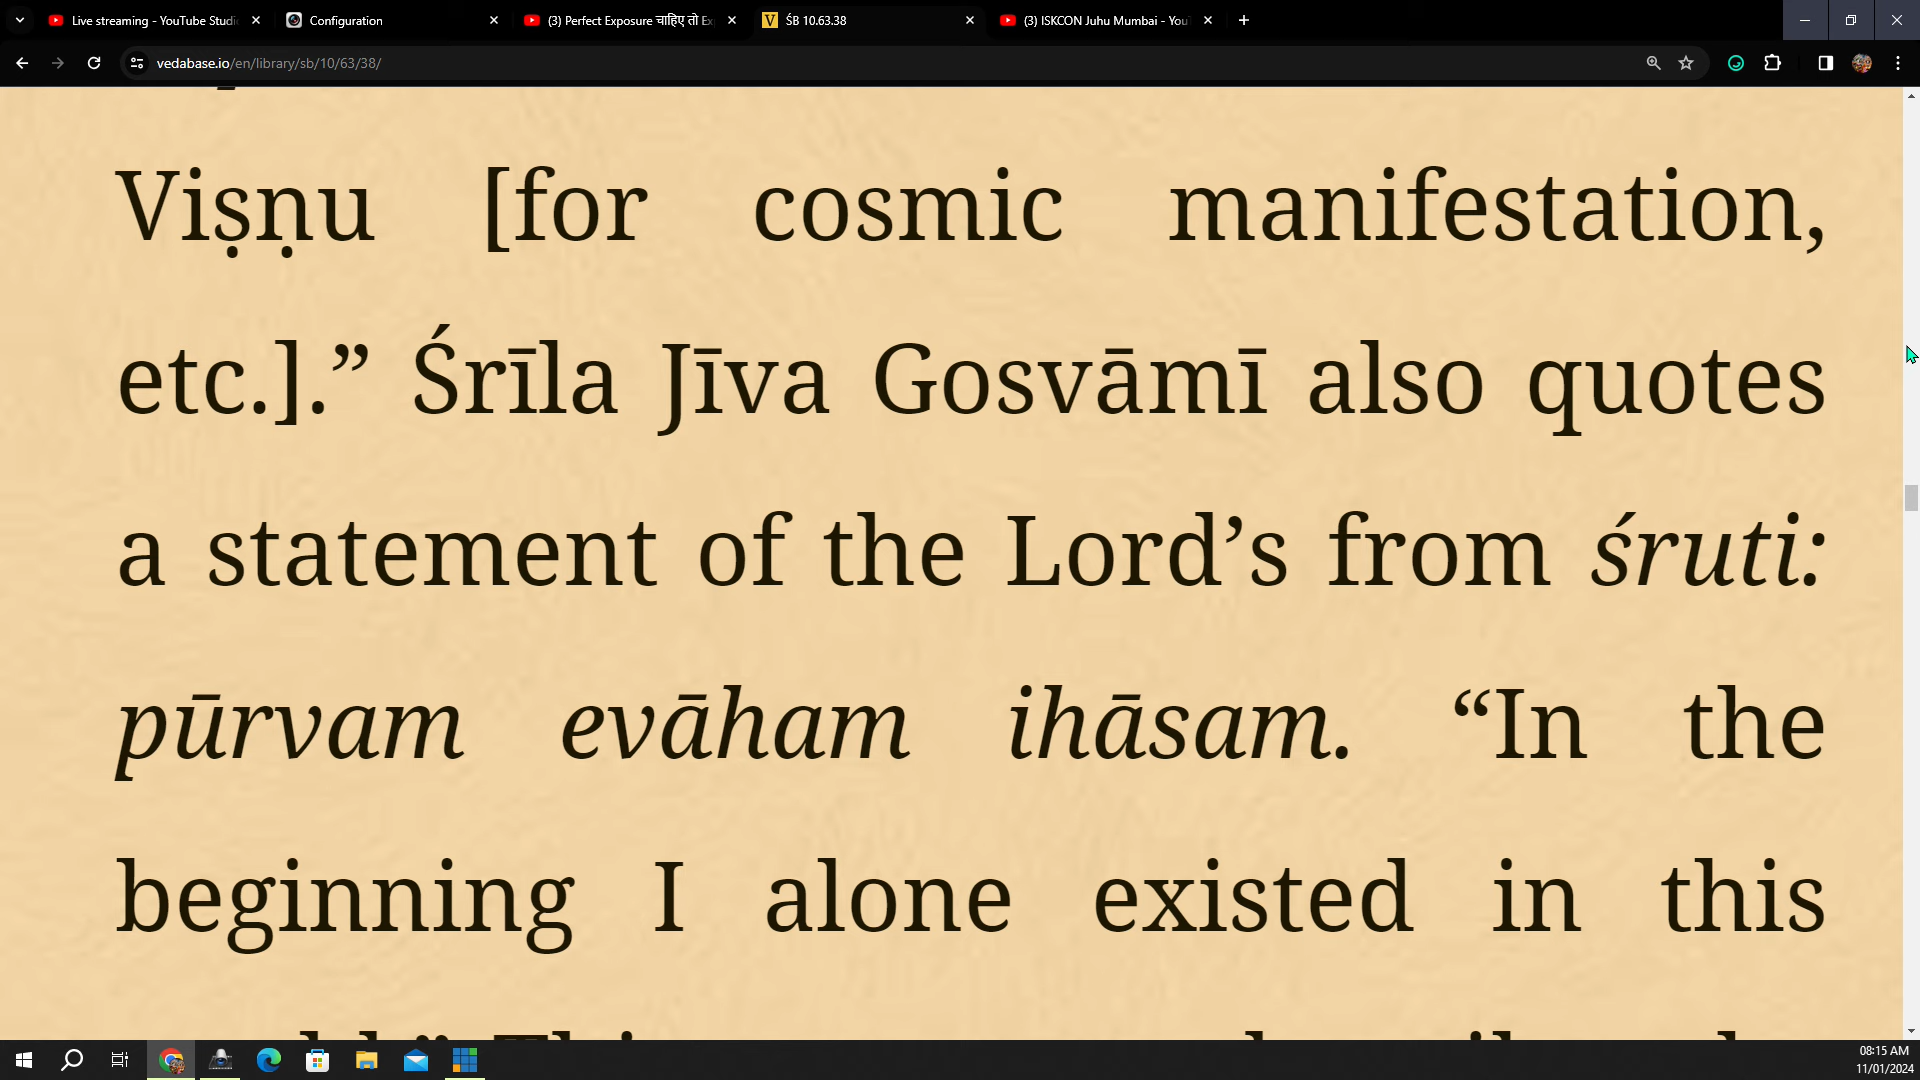 Live streaming - YouTube Studi
Configuration
(3) Perfect Exposure चाहिए तो Ex
ŚB 10.63.38
(3) ISKCON Juhu Mumbai - You
vedabase.io/en/library/sb/10/63/38/
Viṣṇu [for cosmic manifestation,
etc.].” Śrīla Jīva Gosvāmī also quotes
a statement of the Lord’s from śruti:
pūrvam evāham ihāsam. “In the
beginning I alone existed in this
08:15 AM
11/01/2024